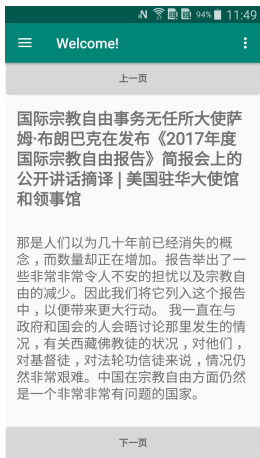 94% 11:49
Welcome!
上一页
国际宗教自由事务无任所大使萨
姆·布朗巴克在发布《2017年度
国际宗教自由报告》简报会上的
公开讲话摘译 | 美国驻华大使馆
和领事馆
那是人们以为几十年前已经消失的概
念，而数量却正在增加。报告举出了一
些非常非常令人不安的担忧以及宗教自
由的减少。因此我们将它列入这个报告
中，以便带来更大行动。 我一直在与
政府和国会的人会晤讨论那里发生的情
况，有关西藏佛教徒的状况，对他们，
对基督徒，对法轮功信徒来说，情况仍
然非常艰难。中国在宗教自由方面仍然
是一个非常非常有问题的国家。
下一页